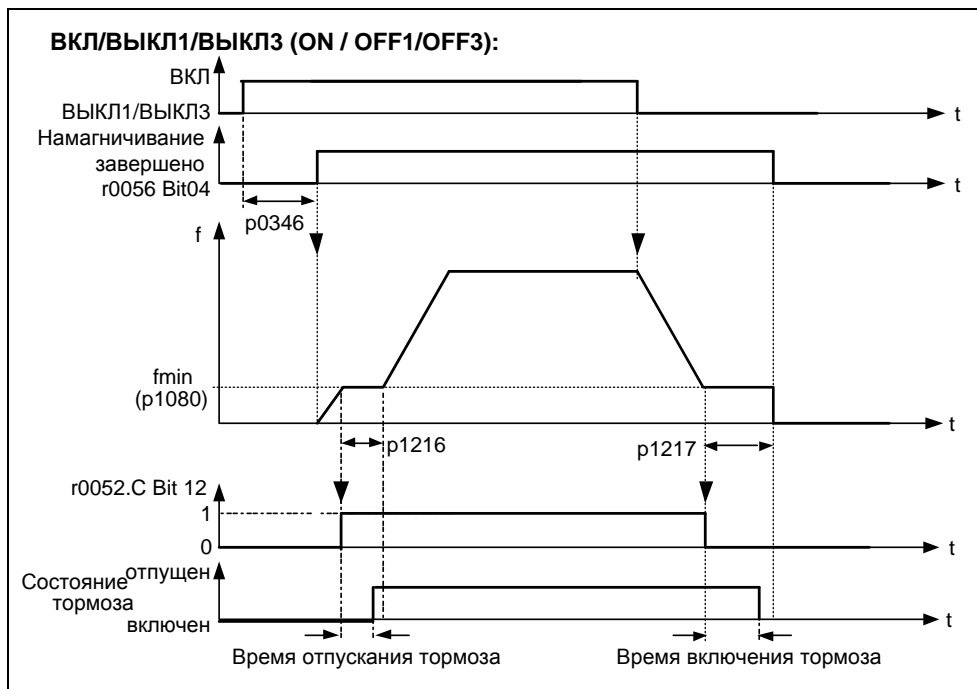 ВКЛ/ВЫКЛ1/ВЫКЛ3 (ON / OFF1/OFF3):
ВКЛ
ВЫКЛ1/ВЫКЛ3
t
Намагничивание
завершено
r0056 Bit04
t
p0346
f
fmin
(p1080)
t
p1216
p1217
r0052.C Bit 12
1
0
t
отпущен
Состояние
тормоза
включен
t
Время отпускания тормоза
Время включения тормоза